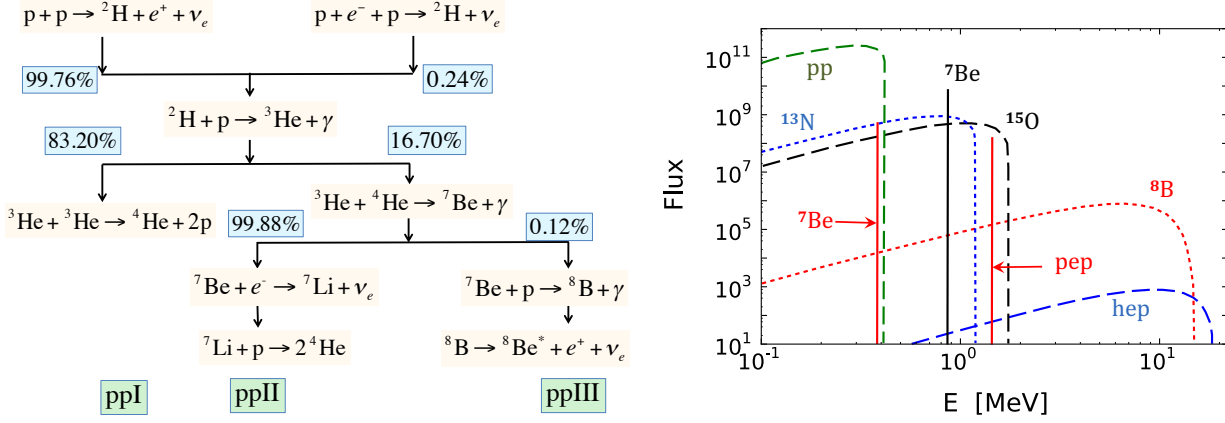 p + p → ²H + e⁺ + νₑ
p + e⁻ + p → ²H + νₑ
99.76%
0.24%
²H + p → ³He + γ
83.20%
16.70%
³He + ³He → ⁴He + 2p
³He + ⁴He → ⁷Be + γ
99.88%
0.12%
⁷Be + e⁻ → ⁷Li + νₑ
⁷Be + p → ⁸B + γ
⁷Li + p → 2 ⁴He
⁸B → ⁸Be* + e⁺ + νₑ
ppI
ppII
ppIII
Flux
10¹¹
10⁹
10⁷
10⁵
10³
10¹
pp
⁷Be
¹³N
¹⁵O
⁸B
⁷Be
pep
hep
10⁻¹
10⁰
10¹
E [MeV]